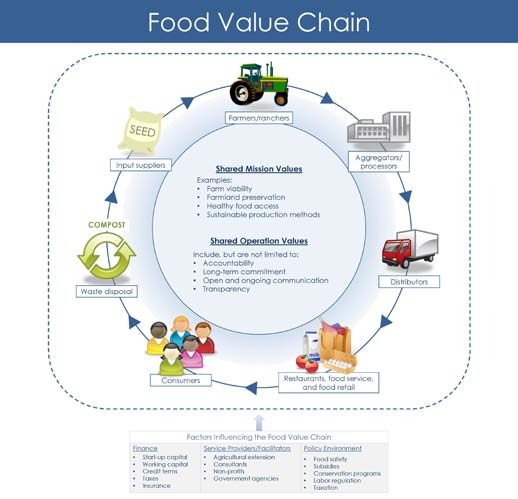 Food Value Chain
Farmers/ranchers
SEED
Input suppliers
Aggregators/
processors
Shared Mission Values
Examples:
• Farm viability
• Farmland preservation
• Healthy food access
• Sustainable production methods
Shared Operation Values
Include, but are not limited to:
• Accountability
• Long-term commitment
• Open and ongoing communication
• Transparency
COMPOST
Waste disposal
Distributors
Consumers
Restaurants, food service,
and food retail
Factors Influencing the Food Value Chain
Finance
• Start-up capital
• Working capital
• Credit terms
• Taxes
• Insurance
Service Providers/Facilitators
• Agricultural extension
• Consultants
• Non-profits
• Government agencies
Policy Environment
• Food safety
• Subsidies
• Conservation programs
• Labor regulation
• Taxation